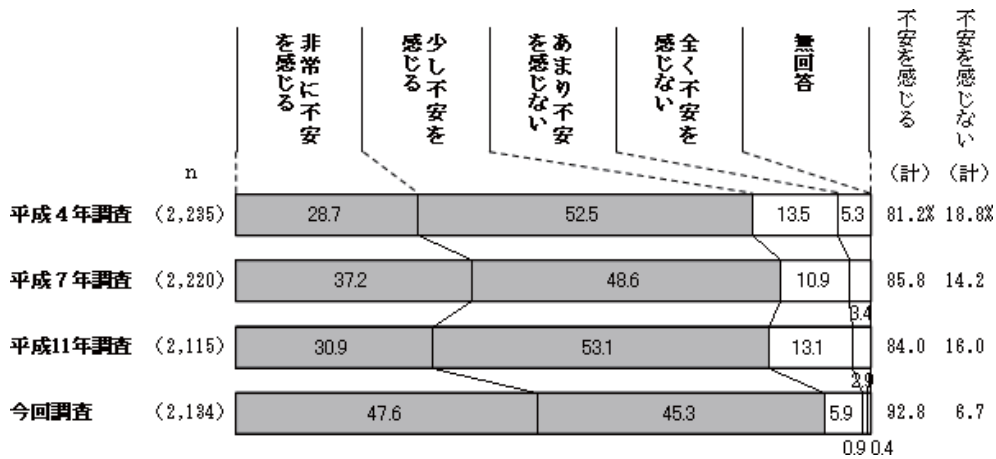 非常に不安
を感じる
少し不安を
感じる
あまり不安
を感じない
全く不安を
感じない
無回答
不安を感じる
(計)
不安を感じない
(計)
n
平成4年調査 (2,235) 28.7 52.5 13.5 5.3 81.2% 18.8%
平成7年調査 (2,220) 37.2 48.6 10.9 3.4 85.8 14.2
平成11年調査 (2,115) 30.9 53.1 13.1 2.9 84.0 16.0
今回調査 (2,134) 47.6 45.3 5.9 0.9 0.4 92.8 6.7